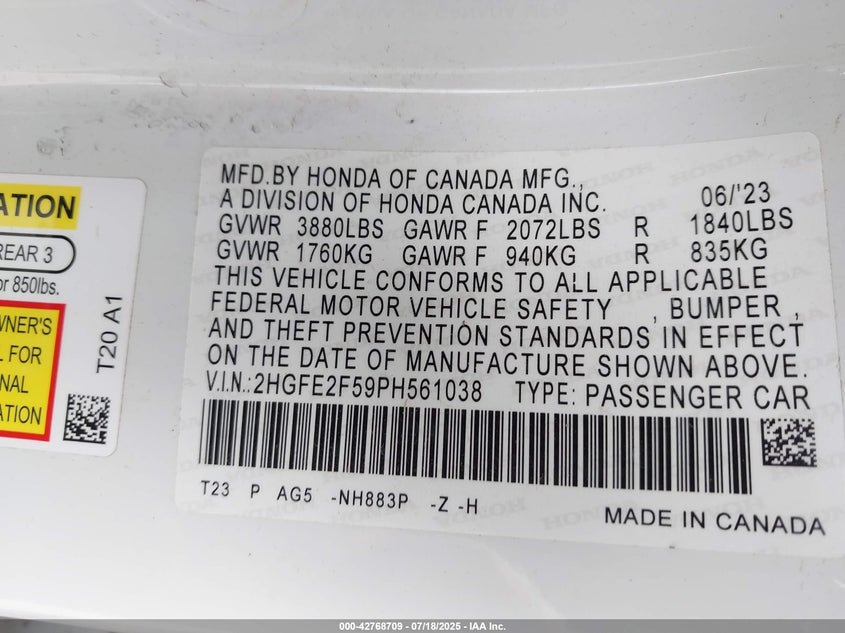 ATION
REAR 3
or 850lbs.
WNER'S
L FOR
NAL
ATION
T20 A1
MFD.BY HONDA OF CANADA MFG.,
A DIVISION OF HONDA CANADA INC. 06/'23
GVWR 3880LBS GAWR F 2072LBS R 1840LBS
GVWR 1760KG GAWR F 940KG R 835KG
THIS VEHICLE CONFORMS TO ALL APPLICABLE
FEDERAL MOTOR VEHICLE SAFETY , BUMPER ,
AND THEFT PREVENTION STANDARDS IN EFFECT
ON THE DATE OF MANUFACTURE SHOWN ABOVE.
V.I.N.:2HGFE2F59PH561038 TYPE: PASSENGER CAR
T23 P AG5 -NH883P -Z -H
MADE IN CANADA
000-42768709 - 07/18/2025 - IAA Inc.